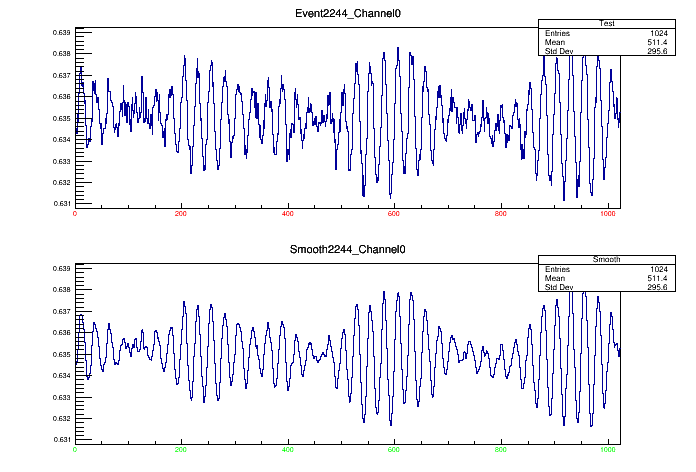 Event2244_Channel0
Test
Entries 1024
Mean 511.4
Std Dev 295.6
0.639
0.638
0.637
0.636
0.635
0.634
0.633
0.632
0.631
0 200 400 600 800 1000
Smooth2244_Channel0
Smooth
Entries 1024
Mean 511.4
Std Dev 295.6
0.639
0.638
0.637
0.636
0.635
0.634
0.633
0.632
0.631
0 200 400 600 800 1000